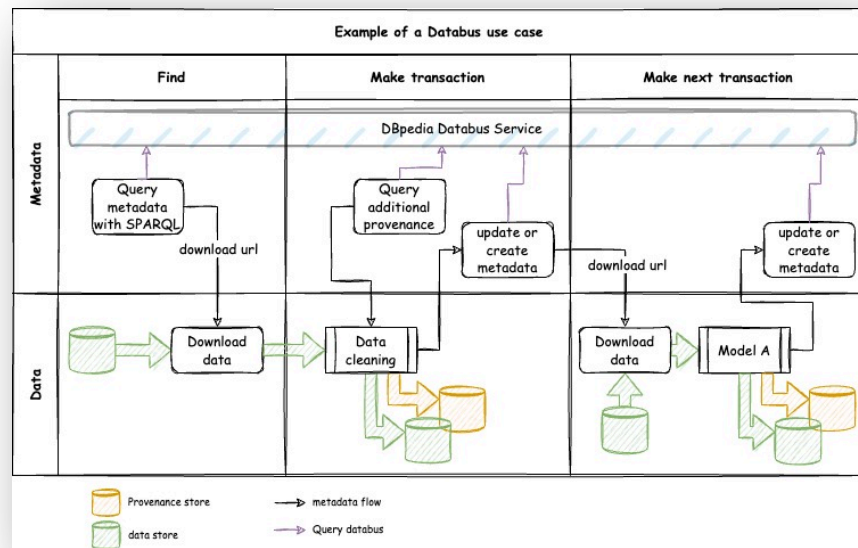 Example of a Databus use case
Find
Make transaction
Make next transaction
Metadata
DBpedia Databus Service
Query
metadata
with SPARQL
download url
Query
additional
provenance
update or
create
metadata
download url
update or
create
metadata
Data
Download
data
Data
cleaning
Download
data
Model A
Provenance store
metadata flow
data store
Query databus